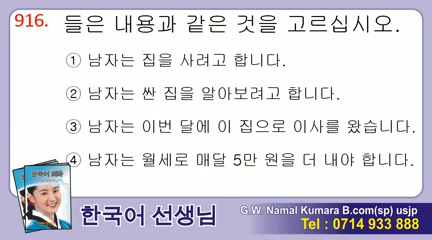 916. 들은 내용과 같은 것을 고르십시오.
① 남자는 집을 사려고 합니다.
② 남자는 싼 집을 알아보려고 합니다.
③ 남자는 이번 달에 이 집으로 이사를 왔습니다.
④ 남자는 월세로 매달 5만 원을 더 내야 합니다.
한국어 선생님
G.W. Namal Kumara B.com(sp) usjp
Tel : 0714 933 888